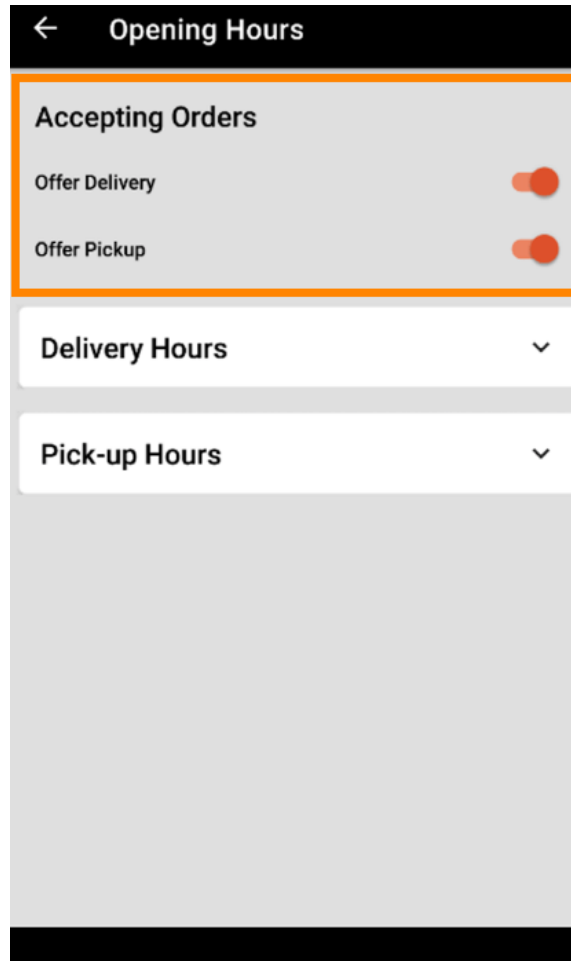 Opening Hours
Accepting Orders
Offer Delivery
Offer Pickup
Delivery Hours
Pick-up Hours